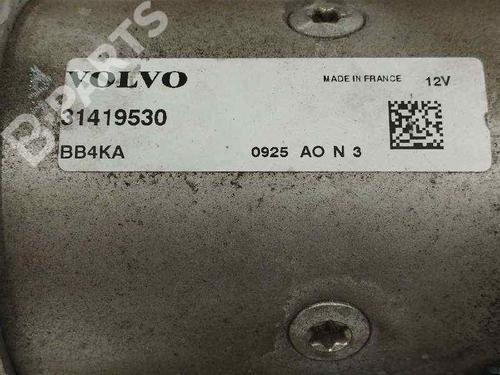 B-PARTS
VOLVO MADE IN FRANCE 12V
31419530
BB4KA 0925 AO N 3